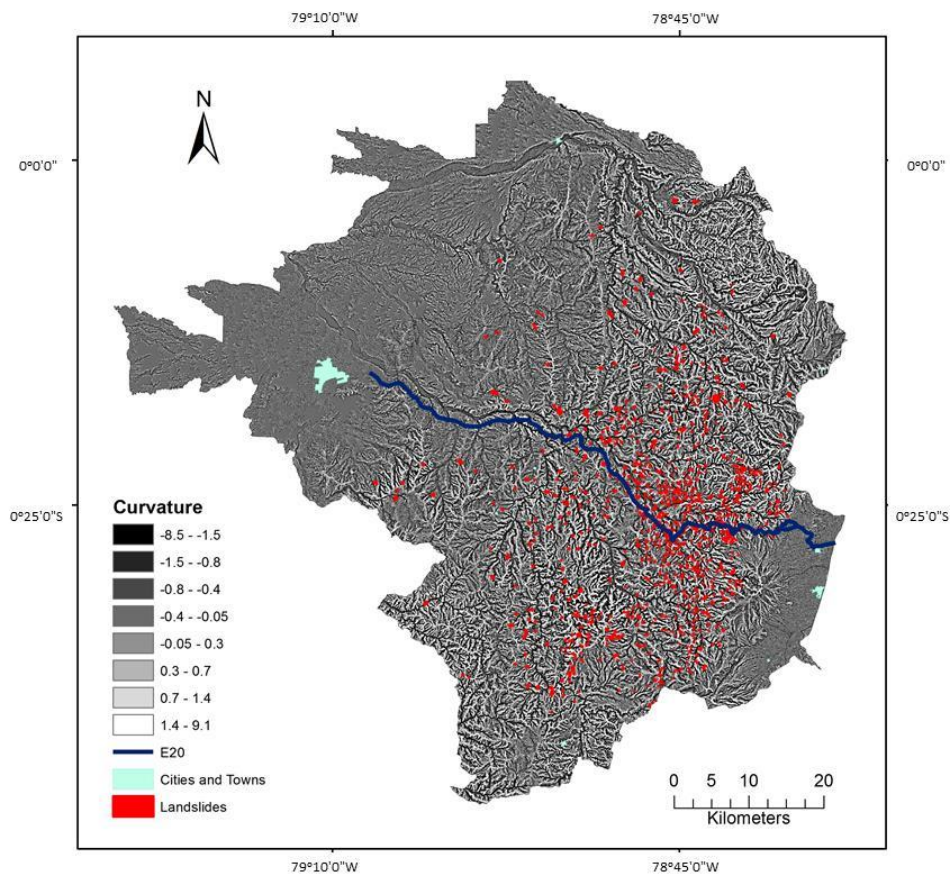 79°10'0"W 78°45'0"W
N
0°0'0" 0°0'0"
0°25'0"S 0°25'0"S
Curvature
-8.5 - -1.5
-1.5 - -0.8
-0.8 - -0.4
-0.4 - -0.05
-0.05 - 0.3
0.3 - 0.7
0.7 - 1.4
1.4 - 9.1
E20
Cities and Towns
Landslides
0 5 10 20
Kilometers
79°10'0"W 78°45'0"W